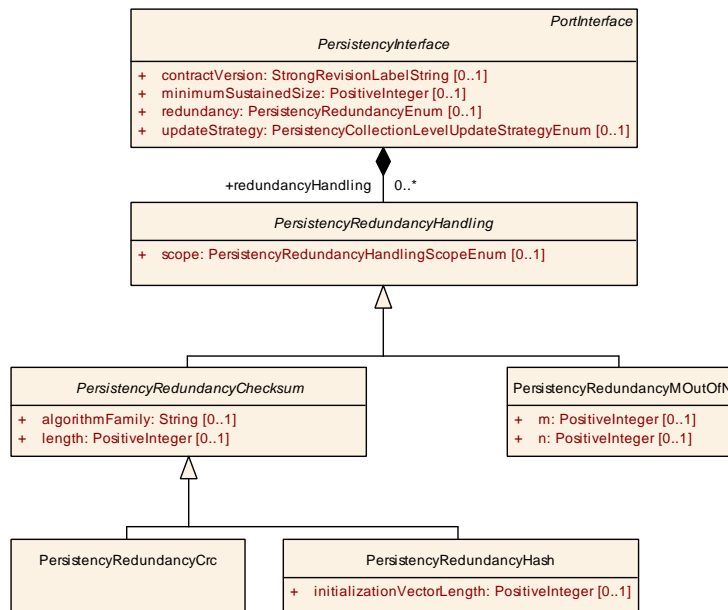 PortInterface
PersistencyInterface
+ contractVersion: StrongRevisionLabelString [0..1]
+ minimumSustainedSize: PositiveInteger [0..1]
+ redundancy: PersistencyRedundancyEnum [0..1]
+ updateStrategy: PersistencyCollectionLevelUpdateStrategyEnum [0..1]
+redundancyHandling 0..*
PersistencyRedundancyHandling
+ scope: PersistencyRedundancyHandlingScopeEnum [0..1]
PersistencyRedundancyChecksum
+ algorithmFamily: String [0..1]
+ length: PositiveInteger [0..1]
PersistencyRedundancyMOutOfN
+ m: PositiveInteger [0..1]
+ n: PositiveInteger [0..1]
PersistencyRedundancyCrc
PersistencyRedundancyHash
+ initializationVectorLength: PositiveInteger [0..1]